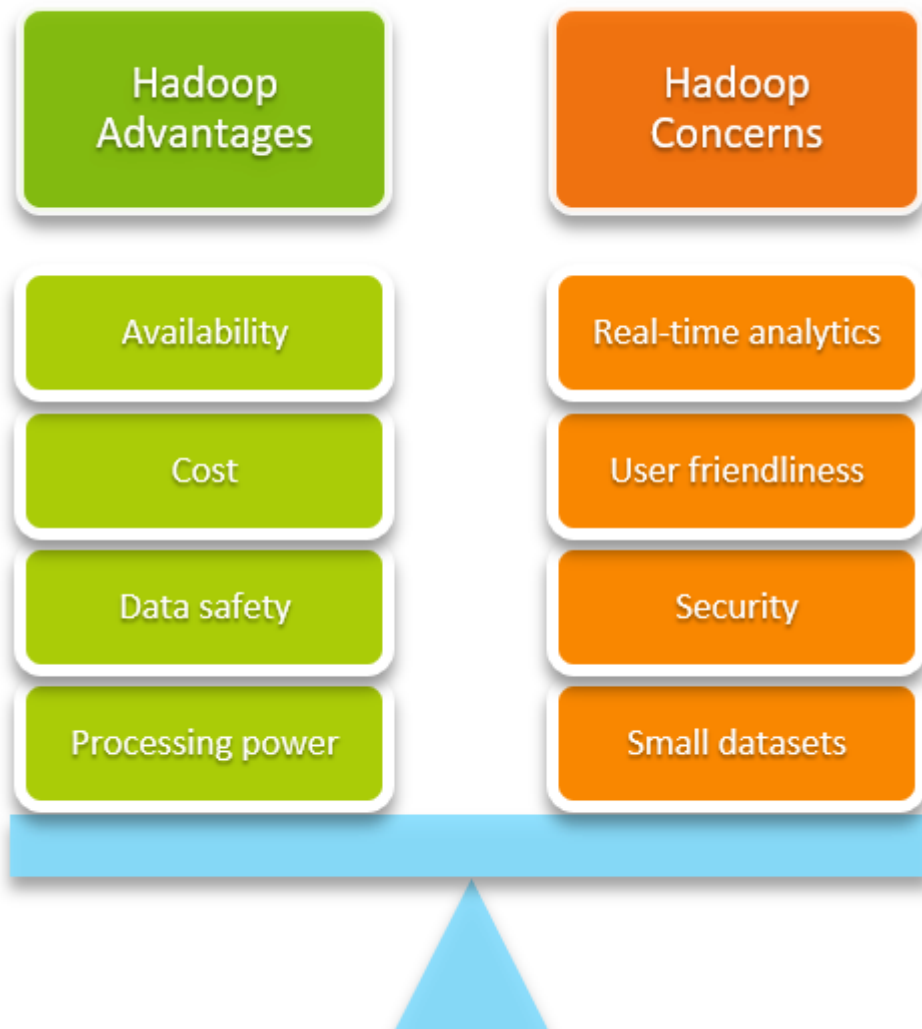 Hadoop
Advantages
Availability
Cost
Data safety
Processing power
Hadoop
Concerns
Real-time analytics
User friendliness
Security
Small datasets